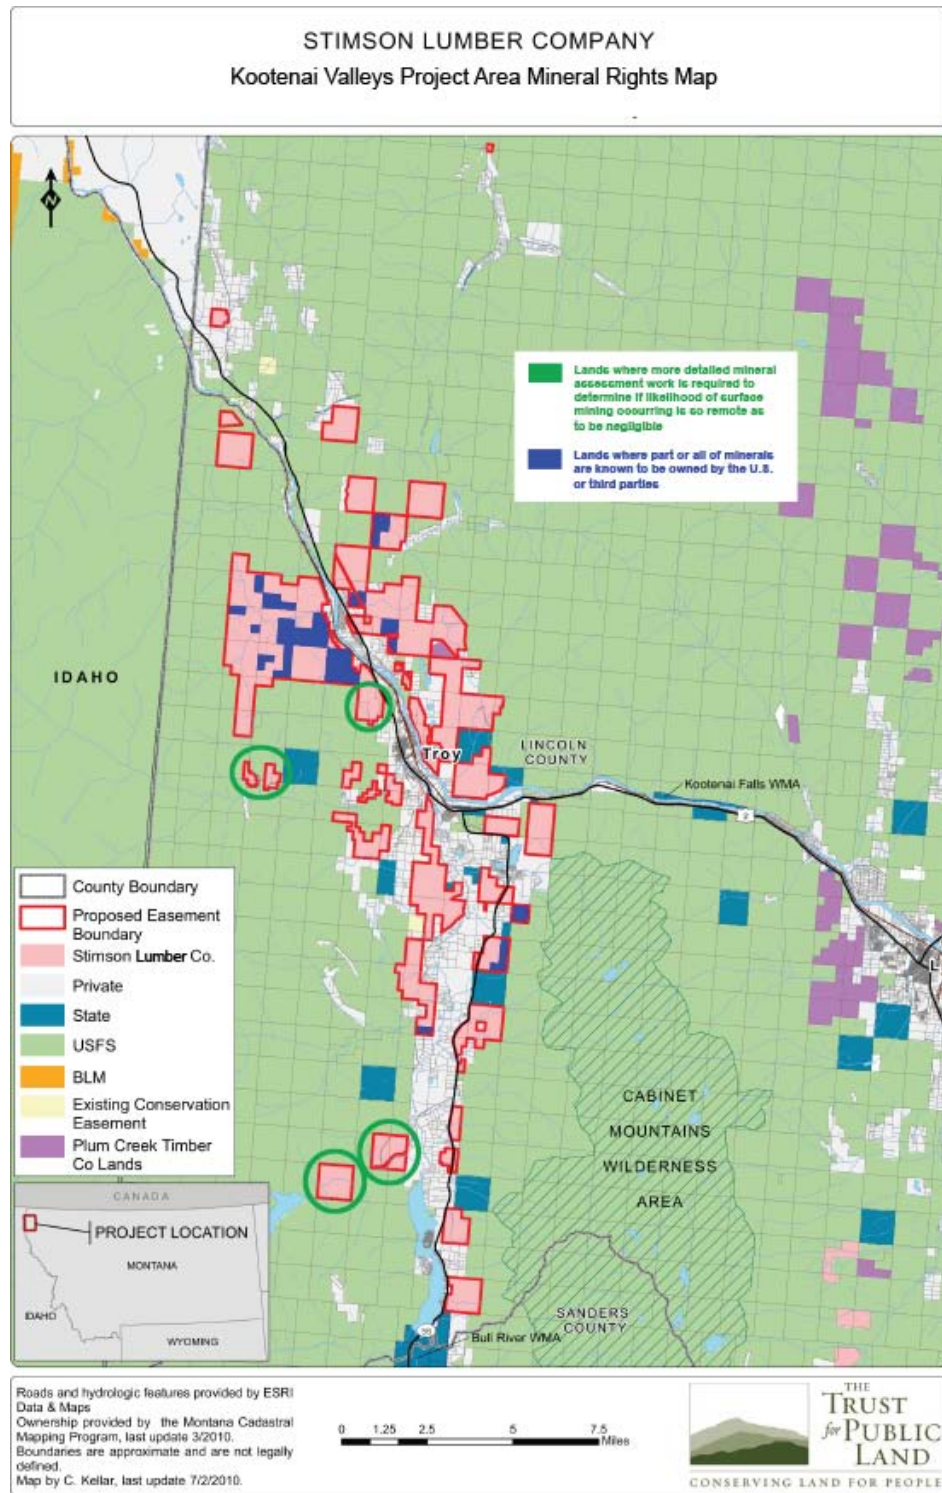 STIMSON LUMBER COMPANY
Kootenai Valleys Project Area Mineral Rights Map
-
N
Lands where more detailed mineral
assessment work is required to
determine if likelihood of surface
mining occurring is so remote as
to be negligible
Lands where part or all of minerals
are known to be owned by the U.S.
or third parties
IDAHO
Troy
LINCOLN
COUNTY
Kootenai Falls WMA
2
L
County Boundary
Proposed Easement
Boundary
Stimson Lumber Co.
Private
State
USFS
BLM
Existing Conservation
Easement
Plum Creek Timber
Co Lands
CABINET
MOUNTAINS
WILDERNESS
AREA
SANDERS
COUNTY
Bull River WMA
CANADA
PROJECT LOCATION
MONTANA
IDAHO
WYOMING
Roads and hydrologic features provided by ESRI
Data & Maps
Ownership provided by the Montana Cadastral
Mapping Program, last update 3/2010.
Boundaries are approximate and are not legally
defined.
Map by C. Kellar, last update 7/2/2010.
0 1.25 2.5 5 7.5
Miles
THE
TRUST
for PUBLIC
LAND
CONSERVING LAND FOR PEOPLE